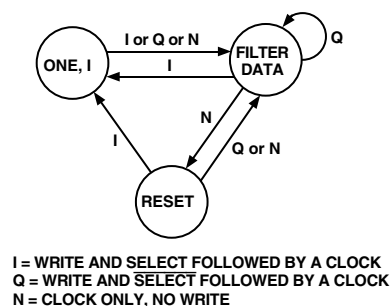 I or Q or N
Q
ONE, I
FILTER
DATA
I
N
I
Q or N
RESET
I = WRITE AND SELECT FOLLOWED BY A CLOCK
Q = WRITE AND S̅E̅L̅E̅C̅T̅ FOLLOWED BY A CLOCK
N = CLOCK ONLY, NO WRITE